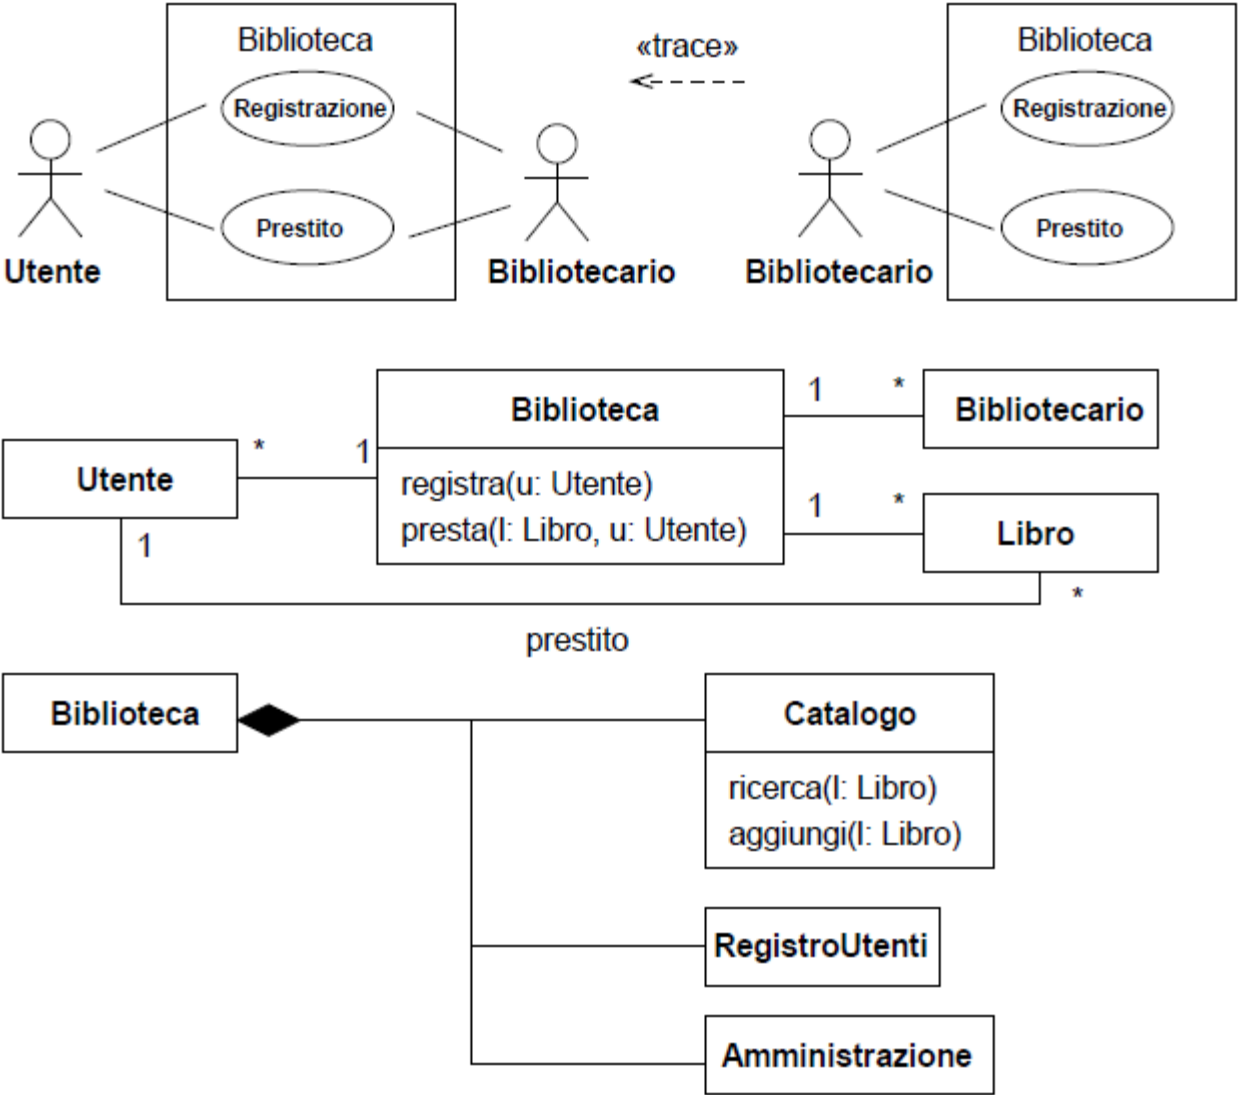 Biblioteca
Registrazione
Prestito
Utente
Bibliotecario
«trace»
Biblioteca
Registrazione
Prestito
Bibliotecario
Biblioteca
registra(u: Utente)
presta(l: Libro, u: Utente)
1
*
Bibliotecario
Utente
*
1
1
*
Libro
1
*
prestito
Biblioteca
Catalogo
ricerca(l: Libro)
aggiungi(l: Libro)
RegistroUtenti
Amministrazione